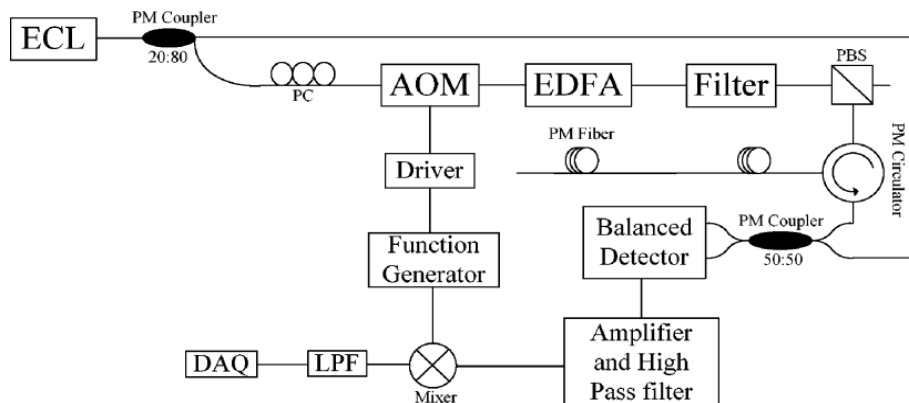 PM Coupler
ECL
20:80
PC
AOM
EDFA
Filter
PBS
PM Fiber
PM Circulator
Driver
Balanced
Detector
PM Coupler
50:50
Function
Generator
Amplifier
and High
Pass filter
DAQ
LPF
Mixer